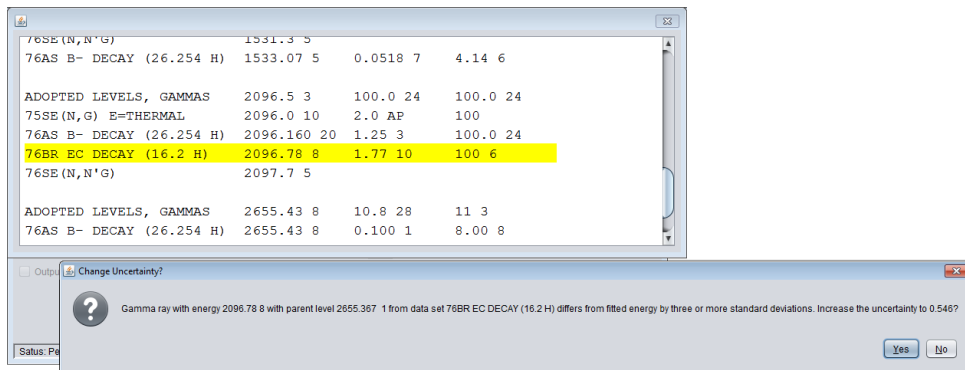 76SE(N,N'G) 1531.3 5
76AS B- DECAY (26.254 H) 1533.07 5 0.0518 7 4.14 6
ADOPTED LEVELS, GAMMAS 2096.5 3 100.0 24 100.0 24
75SE(N,G) E=THERMAL 2096.0 10 2.0 AP 100
76AS B- DECAY (26.254 H) 2096.160 20 1.25 3 100.0 24
76BR EC DECAY (16.2 H) 2096.78 8 1.77 10 100 6
76SE(N,N'G) 2097.7 5
ADOPTED LEVELS, GAMMAS 2655.43 8 10.8 28 11 3
76AS B- DECAY (26.254 H) 2655.43 8 0.100 1 8.00 8
Outpu
Change Uncertainty?
Gamma ray with energy 2096.78 8 with parent level 2655.367 1 from data set 76BR EC DECAY (16.2 H) differs from fitted energy by three or more standard deviations. Increase the uncertainty to 0.546?
Satus: Pe
Yes No